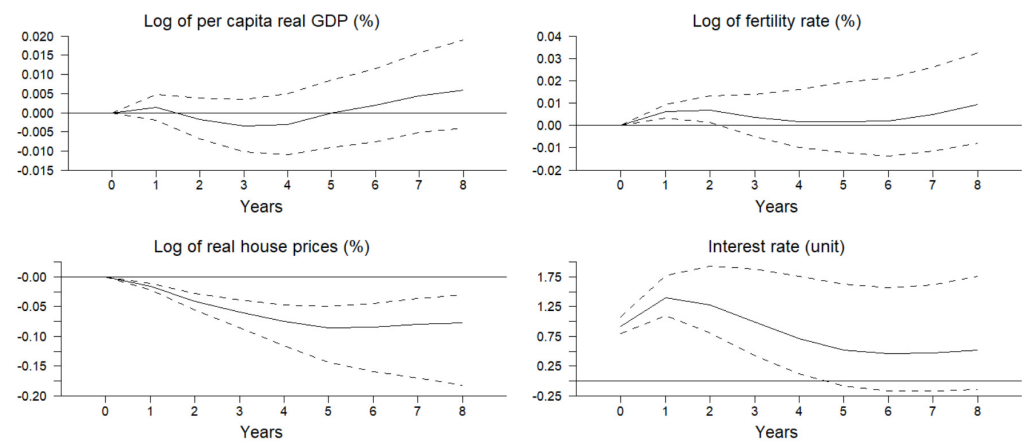 Log of per capita real GDP (%)
0.020
0.015
0.010
0.005
0.000
-0.005
-0.010
-0.015
0 1 2 3 4 5 6 7 8
Years
Log of fertility rate (%)
0.04
0.03
0.02
0.01
0.00
-0.01
-0.02
0 1 2 3 4 5 6 7 8
Years
Log of real house prices (%)
-0.00
-0.05
-0.10
-0.15
-0.20
0 1 2 3 4 5 6 7 8
Years
Interest rate (unit)
1.75
1.25
0.75
0.25
-0.25
0 1 2 3 4 5 6 7 8
Years